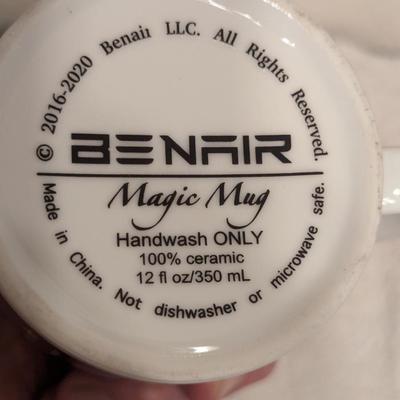 © 2016-2020 Benair LLC. All Rights Reserved.
BENAIR
Magic Mug
Handwash ONLY
100% ceramic
12 fl oz/350 mL
Made in China. Not dishwasher or microwave safe.